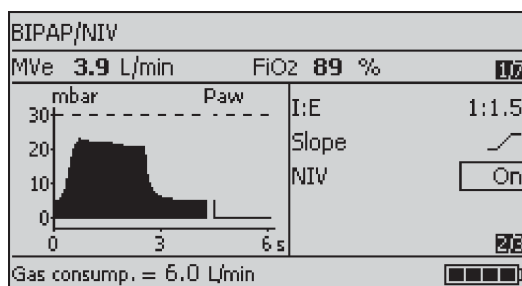 BIPAP/NIV
MVe 3.9 L/min FiO2 89 %
mbar Paw
30
20
10
0
0 3 6 s
I:E 1:1.5
Slope
NIV On
Gas consump. = 6.0 L/min